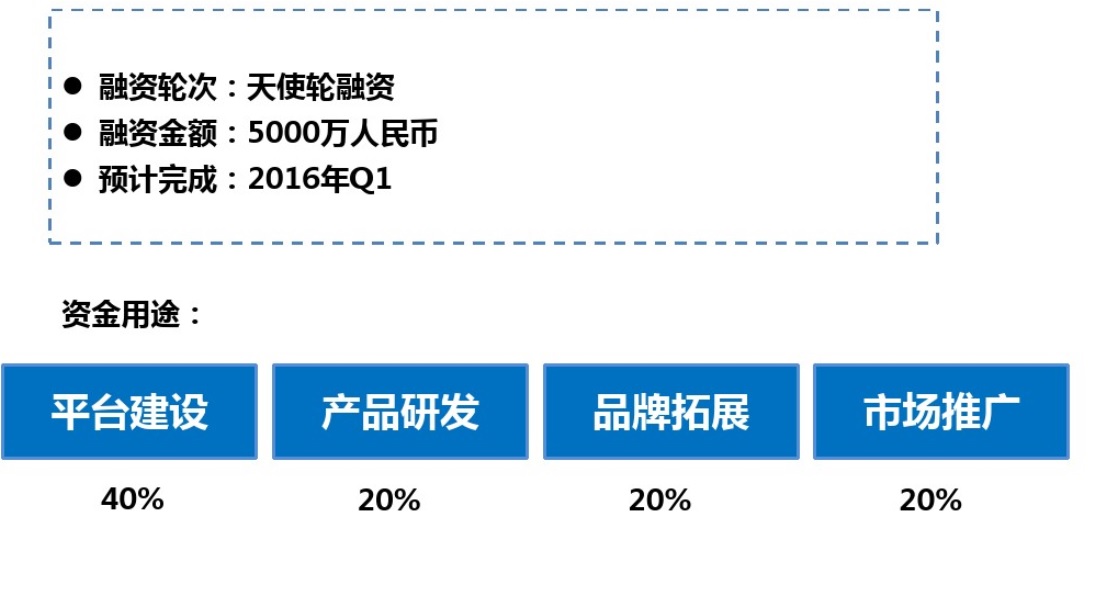 ● 融资轮次：天使轮融资
● 融资金额：5000万人民币
● 预计完成：2016年Q1
资金用途：
平台建设 产品研发 品牌拓展 市场推广
40% 20% 20% 20%